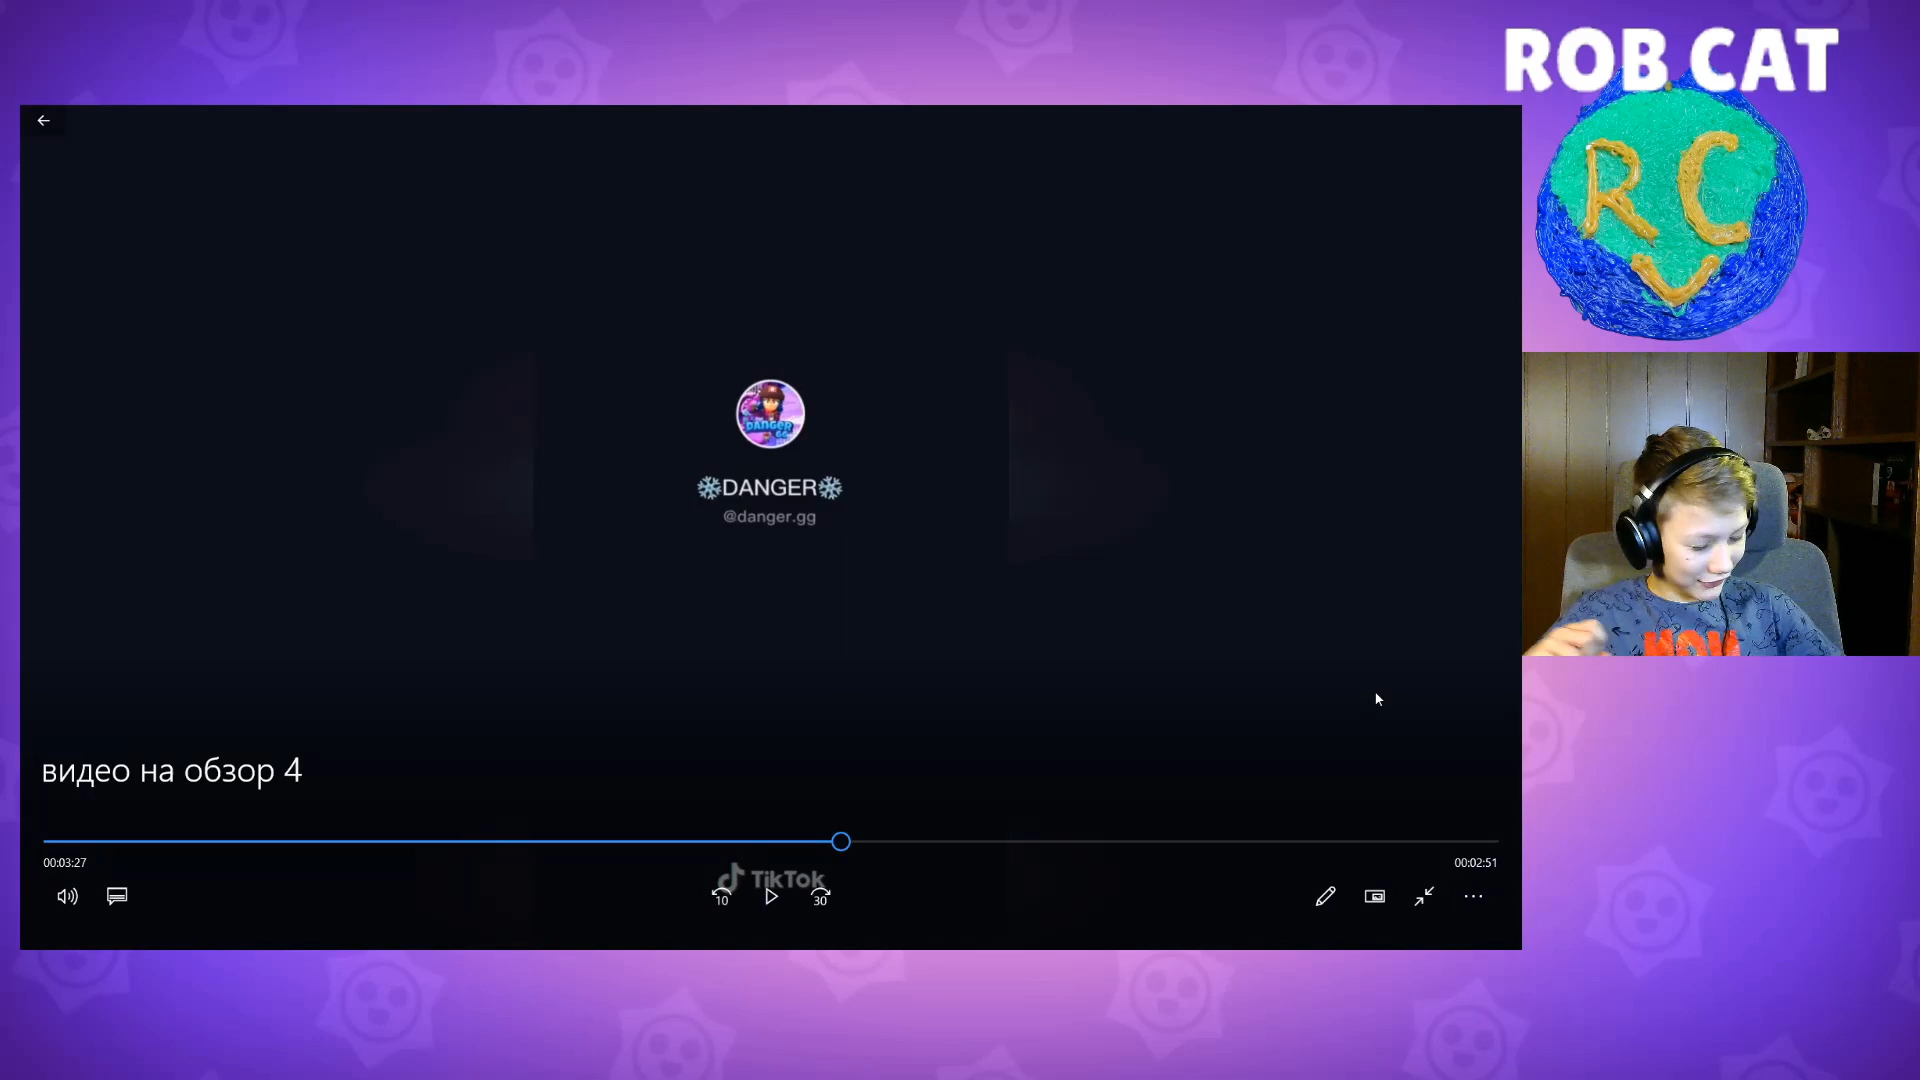 ROB CAT
R C
V
DANGER
GG
❄DANGER❄
@danger.gg
видео на обзор 4
00:03:27
00:02:51
TikTok
10
30